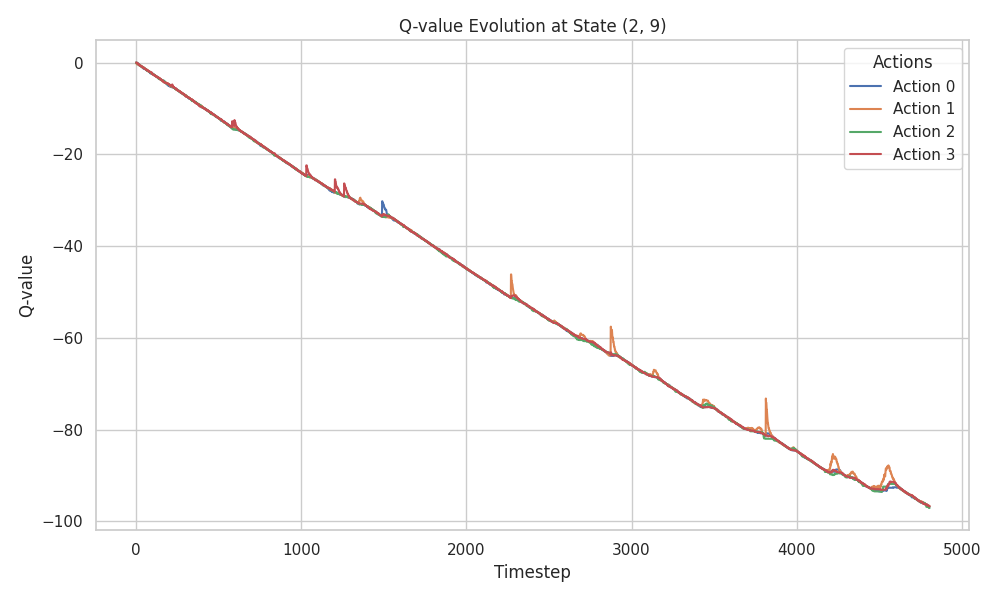 Q-value Evolution at State (2, 9)
Actions
Action 0
Action 1
Action 2
Action 3
Q-value
0
−20
−40
−60
−80
−100
0 1000 2000 3000 4000 5000
Timestep